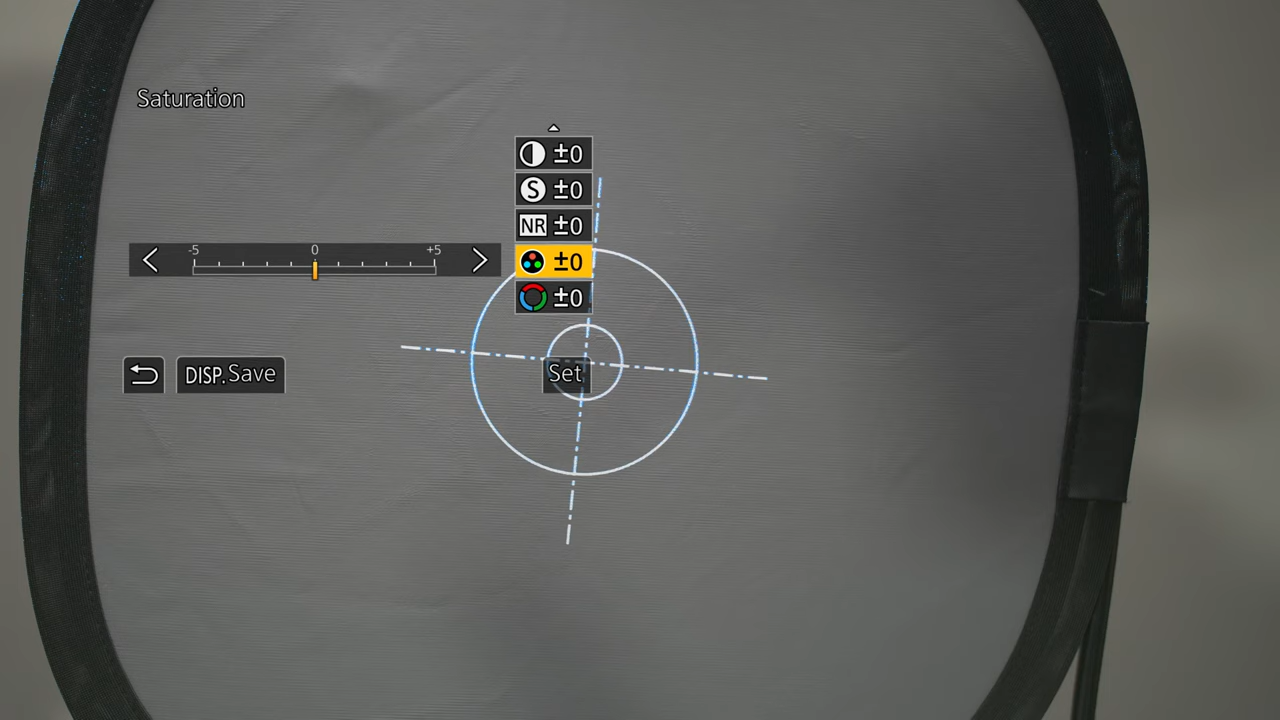 Saturation
±0
S ±0
NR ±0
-5 0 +5
±0
±0
DISP. Save
Set